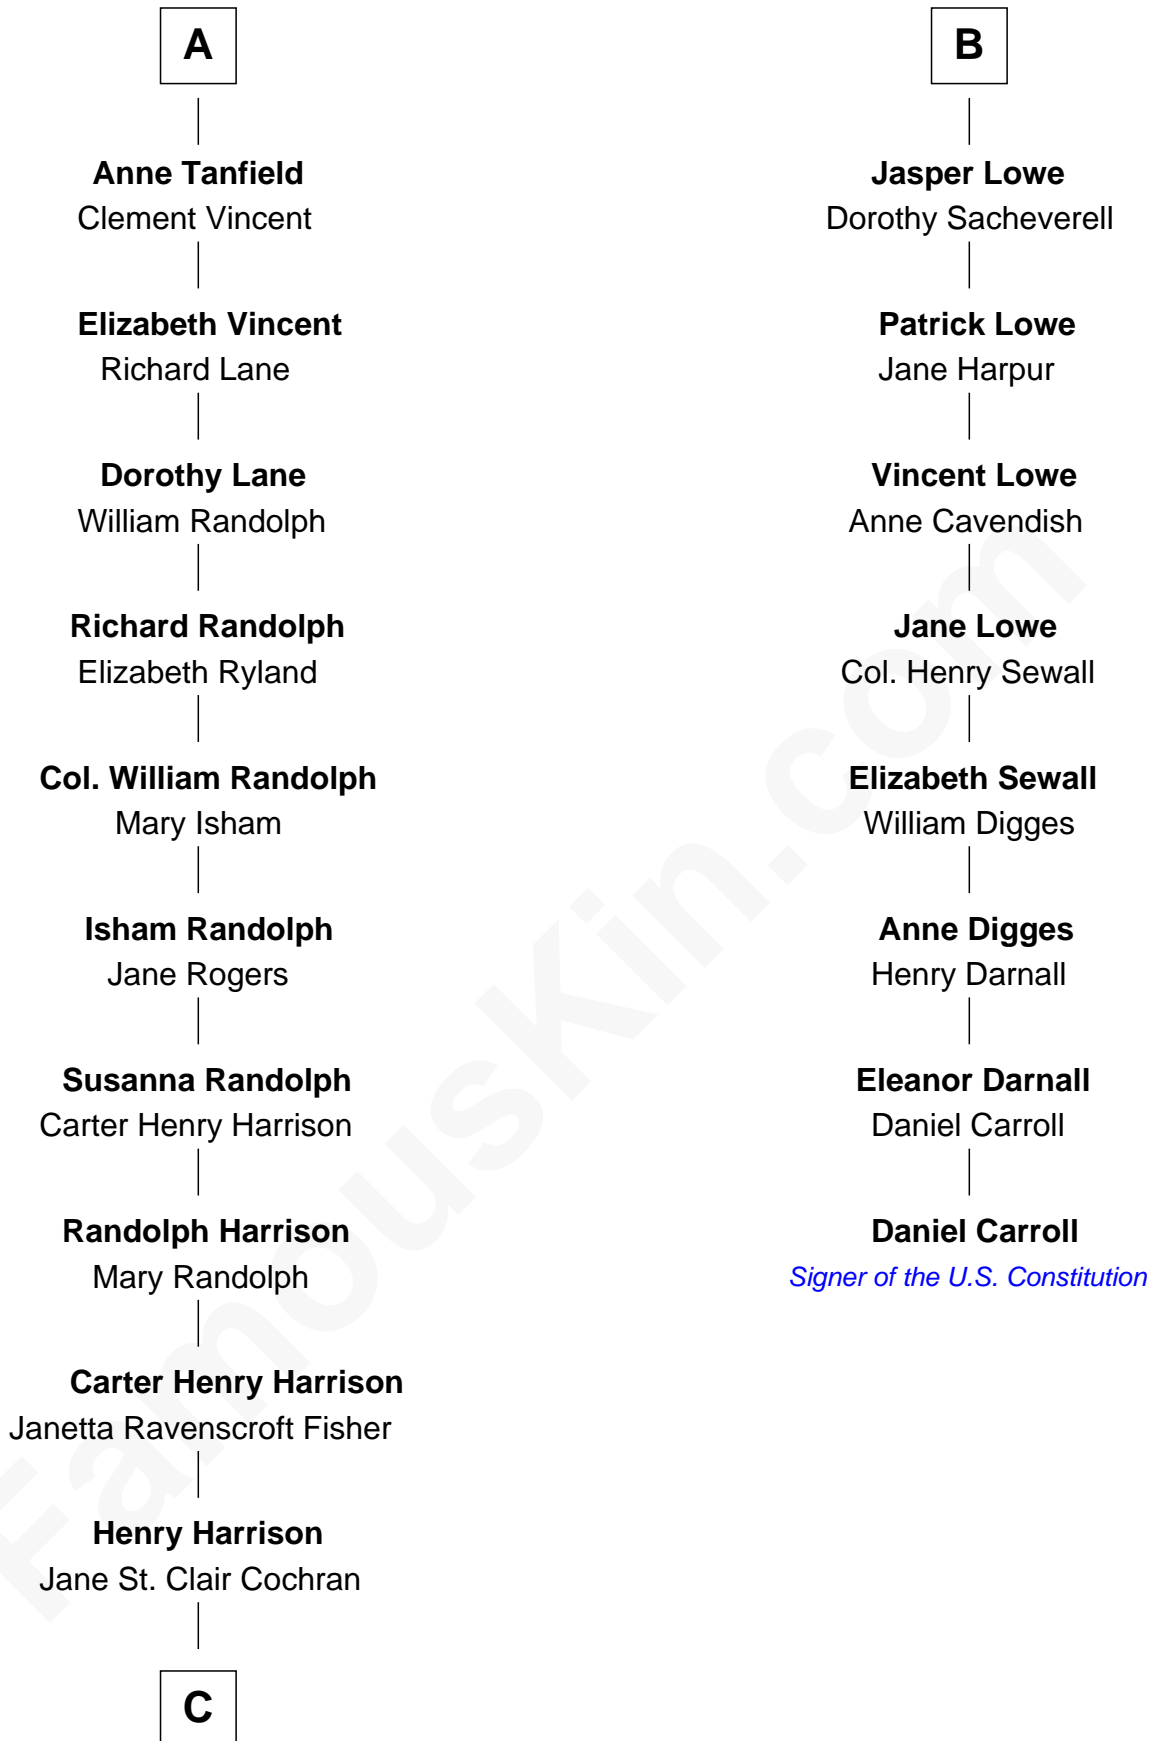 A
Anne Tanfield
Clement Vincent
Elizabeth Vincent
Richard Lane
Dorothy Lane
William Randolph
Richard Randolph
Elizabeth Ryland
Col. William Randolph
Mary Isham
Isham Randolph
Jane Rogers
Susanna Randolph
Carter Henry Harrison
Randolph Harrison
Mary Randolph
Carter Henry Harrison
Janetta Ravenscroft Fisher
Henry Harrison
Jane St. Clair Cochran
C
B
Jasper Lowe
Dorothy Sacheverell
Patrick Lowe
Jane Harpur
Vincent Lowe
Anne Cavendish
Jane Lowe
Col. Henry Sewall
Elizabeth Sewall
William Digges
Anne Digges
Henry Darnall
Eleanor Darnall
Daniel Carroll
Daniel Carroll
Signer of the U.S. Constitution
FamousKin.com